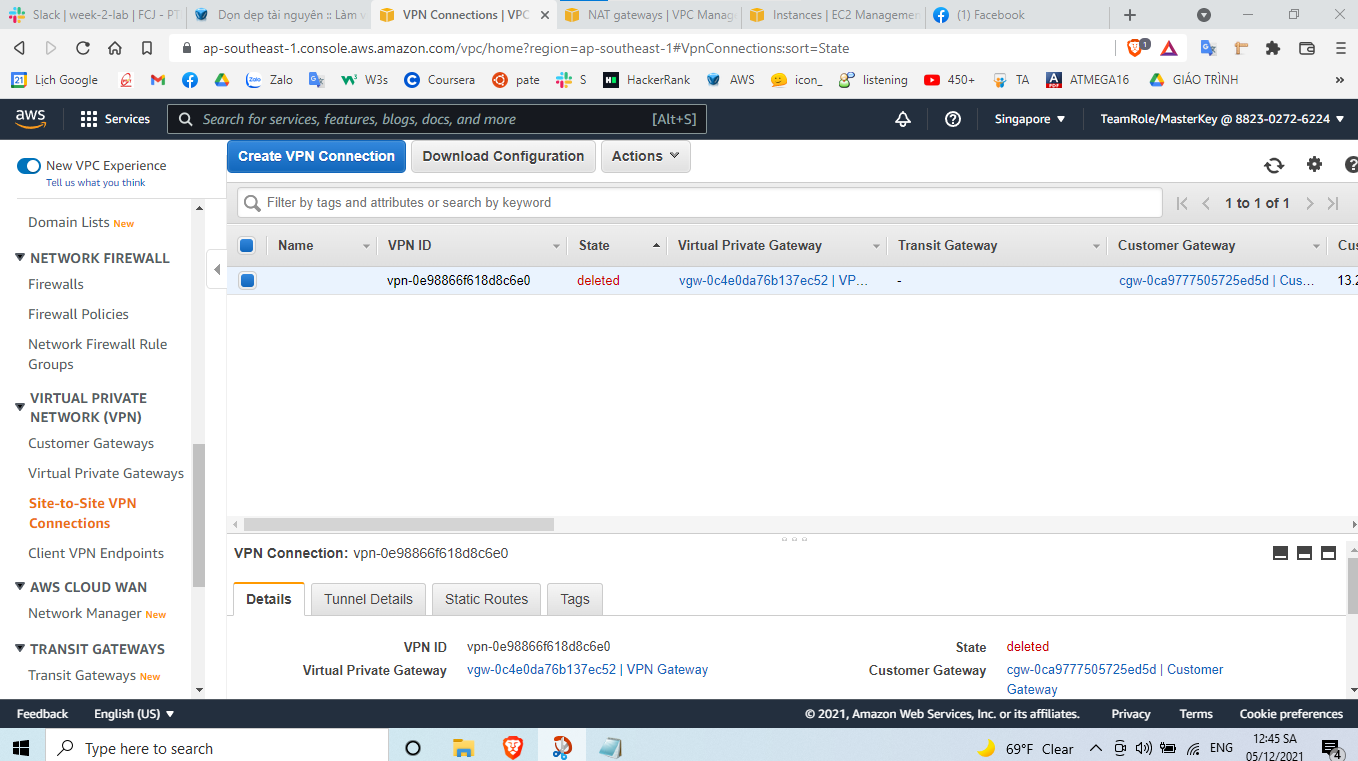 Slack | week-2-lab | FCJ - PT
Dọn dẹp tài nguyên :: Làm v
VPN Connections | VPC
NAT gateways | VPC Manag
Instances | EC2 Management
(1) Facebook
ap-southeast-1.console.aws.amazon.com/vpc/home?region=ap-southeast-1#VpnConnections:sort=State
1
21 Lịch Google
Zalo Zalo
W3s
Coursera
pate
S
HackerRank
AWS
icon_
listening
450+
TA
ATMEGA16
GIÁO TRÌNH
aws
Services
Search for services, features, blogs, docs, and more [Alt+S]
Singapore
TeamRole/MasterKey @ 8823-0272-6224
New VPC Experience
Tell us what you think
Domain Lists New
NETWORK FIREWALL
Firewalls
Firewall Policies
Network Firewall Rule
Groups
VIRTUAL PRIVATE
NETWORK (VPN)
Customer Gateways
Virtual Private Gateways
Site-to-Site VPN
Connections
Client VPN Endpoints
AWS CLOUD WAN
Network Manager New
TRANSIT GATEWAYS
Transit Gateways New
Create VPN Connection Download Configuration Actions
Filter by tags and attributes or search by keyword
1 to 1 of 1
Name VPN ID State Virtual Private Gateway Transit Gateway Customer Gateway Cus
vpn-0e98866f618d8c6e0 deleted vgw-0c4e0da76b137ec52 | VP... - cgw-0ca9777505725ed5d | Cus... 13.2
VPN Connection: vpn-0e98866f618d8c6e0
Details Tunnel Details Static Routes Tags
VPN ID vpn-0e98866f618d8c6e0 State deleted
Virtual Private Gateway vgw-0c4e0da76b137ec52 | VPN Gateway Customer Gateway cgw-0ca9777505725ed5d | Customer
Gateway
Feedback English (US) © 2021, Amazon Web Services, Inc. or its affiliates. Privacy Terms Cookie preferences
Type here to search
69°F Clear
ENG
12:45 SA
05/12/2021
4